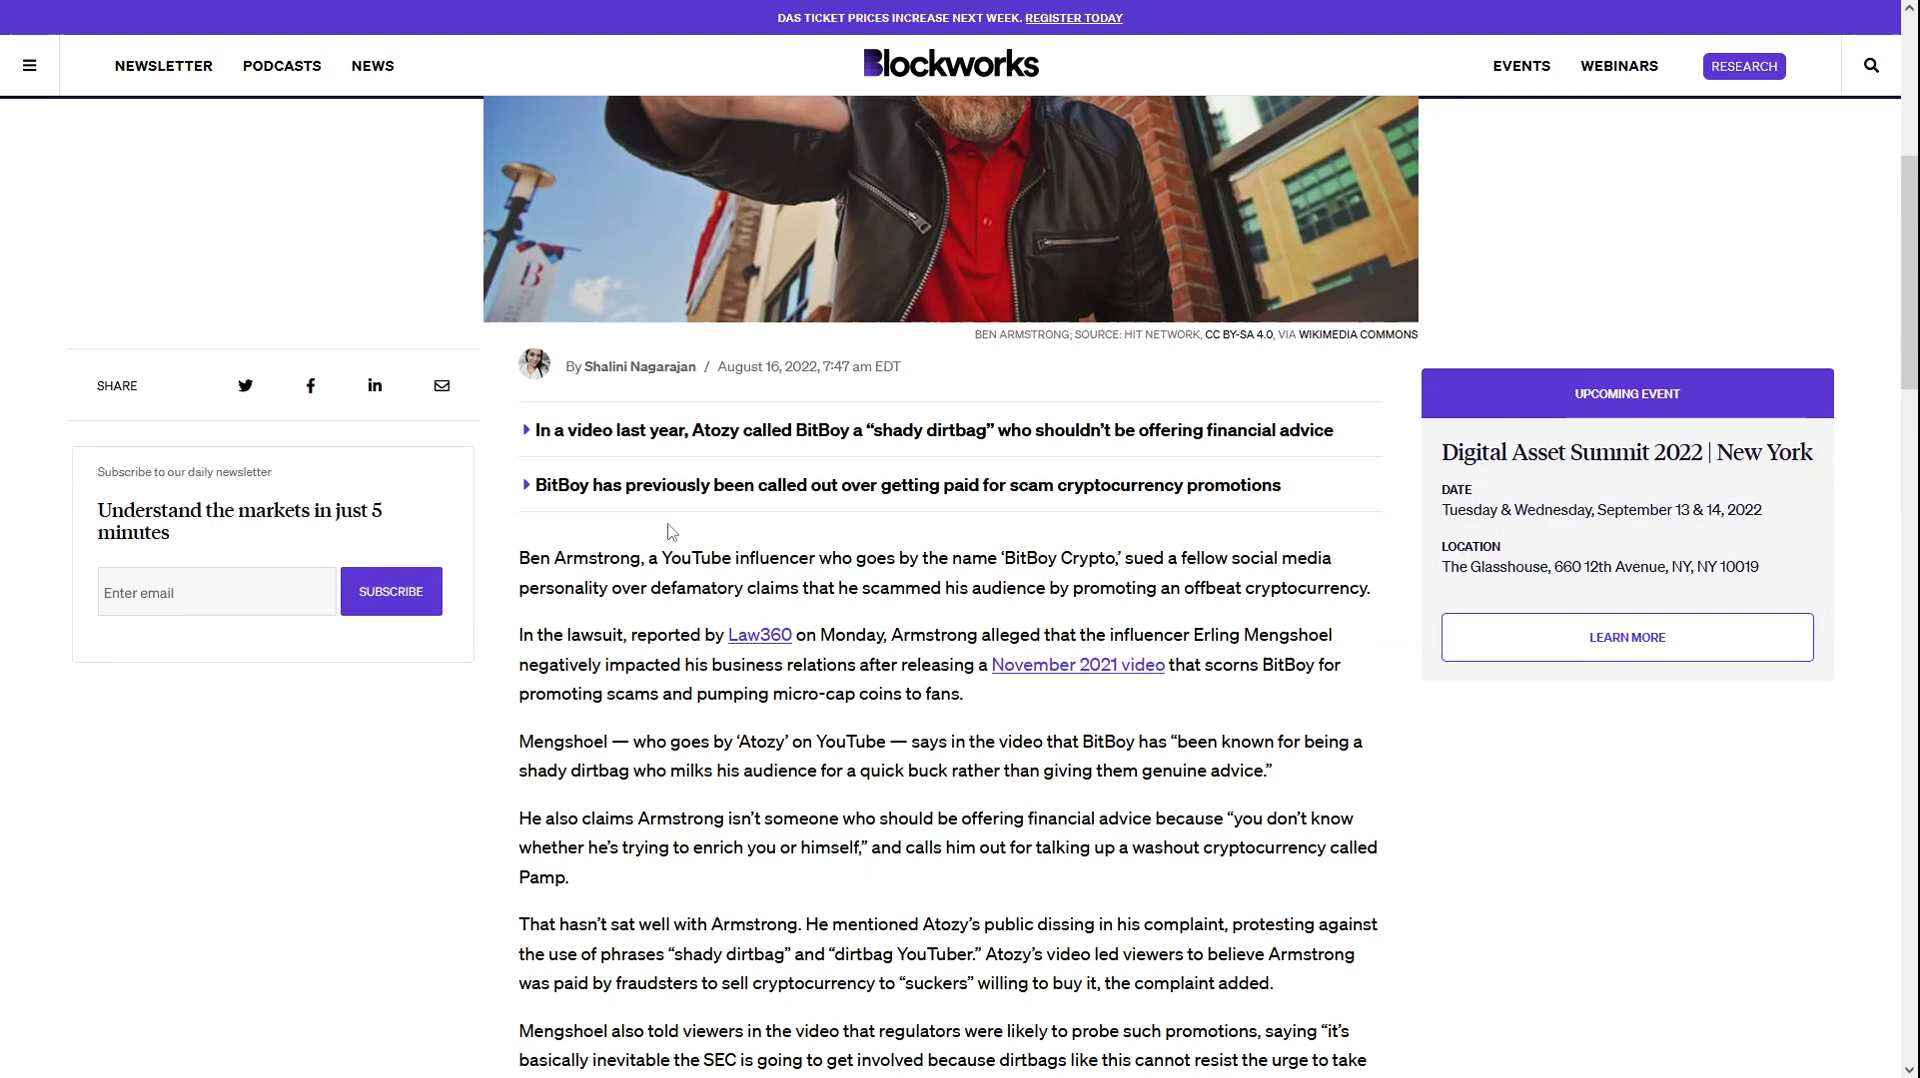 DAS TICKET PRICES INCREASE NEXT WEEK. REGISTER TODAY
NEWSLETTER
PODCASTS
NEWS
Blockworks
EVENTS
WEBINARS
RESEARCH
B
BEN ARMSTRONG; SOURCE: HIT NETWORK, CC BY-SA 4.0, VIA WIKIMEDIA COMMONS
By Shalini Nagarajan / August 16, 2022, 7:47 am EDT
SHARE
Subscribe to our daily newsletter
Understand the markets in just 5
minutes
Enter email
SUBSCRIBE
In a video last year, Atozy called BitBoy a “shady dirtbag” who shouldn’t be offering financial advice
BitBoy has previously been called out over getting paid for scam cryptocurrency promotions
Ben Armstrong, a YouTube influencer who goes by the name ‘BitBoy Crypto,’ sued a fellow social media
personality over defamatory claims that he scammed his audience by promoting an offbeat cryptocurrency.
In the lawsuit, reported by Law360 on Monday, Armstrong alleged that the influencer Erling Mengshoel
negatively impacted his business relations after releasing a November 2021 video that scorns BitBoy for
promoting scams and pumping micro-cap coins to fans.
Mengshoel — who goes by ‘Atozy’ on YouTube — says in the video that BitBoy has “been known for being a
shady dirtbag who milks his audience for a quick buck rather than giving them genuine advice.”
He also claims Armstrong isn’t someone who should be offering financial advice because “you don’t know
whether he’s trying to enrich you or himself,” and calls him out for talking up a washout cryptocurrency called
Pamp.
That hasn’t sat well with Armstrong. He mentioned Atozy’s public dissing in his complaint, protesting against
the use of phrases “shady dirtbag” and “dirtbag YouTuber.” Atozy’s video led viewers to believe Armstrong
was paid by fraudsters to sell cryptocurrency to “suckers” willing to buy it, the complaint added.
Mengshoel also told viewers in the video that regulators were likely to probe such promotions, saying “it’s
basically inevitable the SEC is going to get involved because dirtbags like this cannot resist the urge to take
UPCOMING EVENT
Digital Asset Summit 2022 | New York
DATE
Tuesday & Wednesday, September 13 & 14, 2022
LOCATION
The Glasshouse, 660 12th Avenue, NY, NY 10019
LEARN MORE